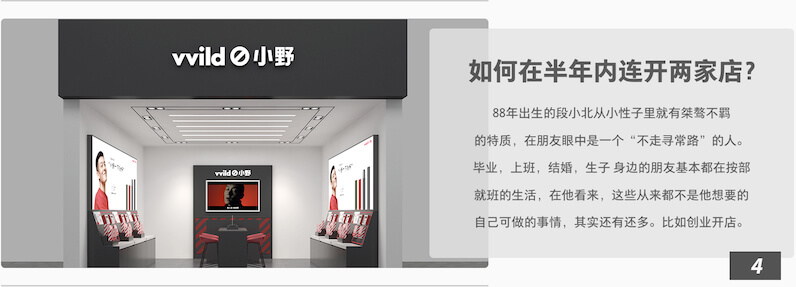 vvild 小野
vvild 小野
如何在半年内连开两家店?
88年出生的段小北从小性子里就有桀骜不羁
的特质，在朋友眼中是一个“不走寻常路”的人。
毕业，上班，结婚，生子 身边的朋友基本都在按部
就班的生活，在他看来，这些从来都不是他想要的
自己可做的事情，其实还有还多。比如创业开店。
4